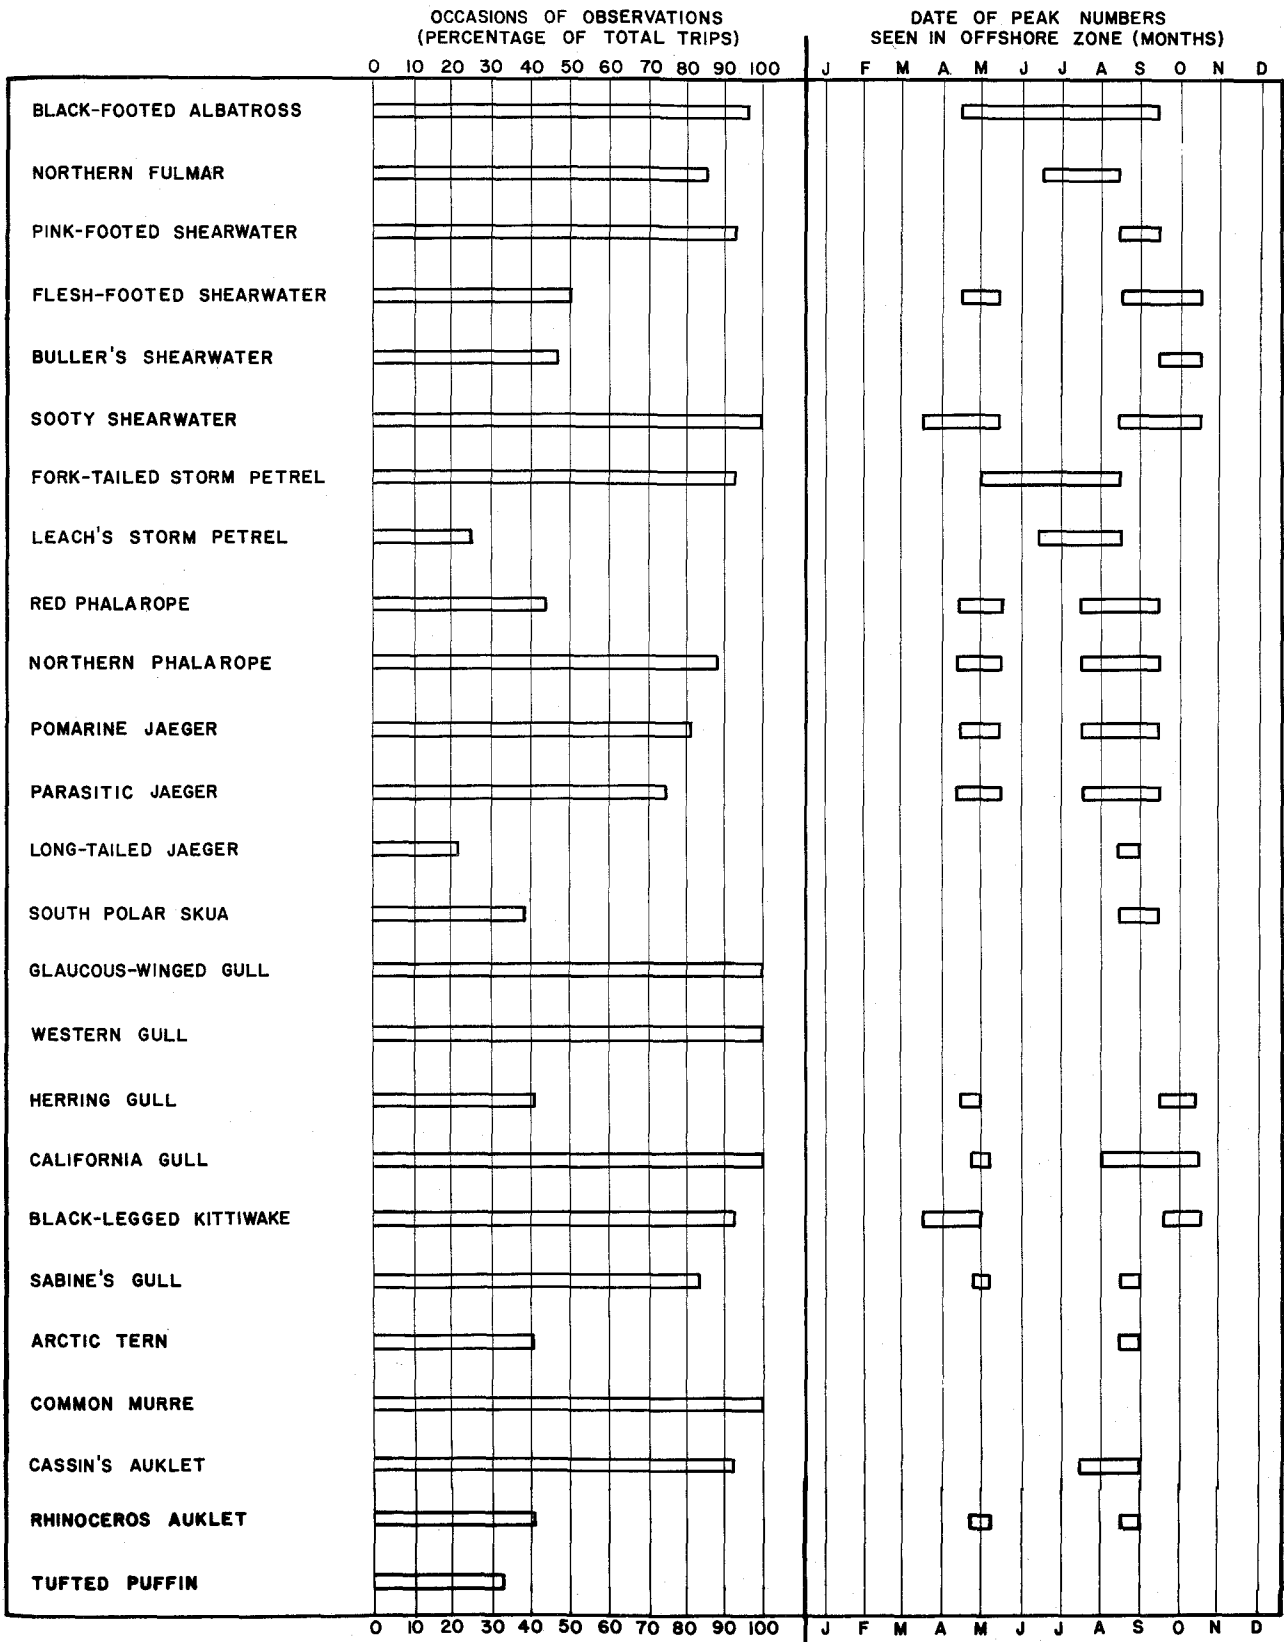 OCCASIONS OF OBSERVATIONS
(PERCENTAGE OF TOTAL TRIPS)
DATE OF PEAK NUMBERS
SEEN IN OFFSHORE ZONE (MONTHS)
0 10 20 30 40 50 60 70 80 90 100 J F M A M J J A S O N D
BLACK-FOOTED ALBATROSS
NORTHERN FULMAR
PINK-FOOTED SHEARWATER
FLESH-FOOTED SHEARWATER
BULLER'S SHEARWATER
SOOTY SHEARWATER
FORK-TAILED STORM PETREL
LEACH'S STORM PETREL
RED PHALAROPE
NORTHERN PHALAROPE
POMARINE JAEGER
PARASITIC JAEGER
LONG-TAILED JAEGER
SOUTH POLAR SKUA
GLAUCOUS-WINGED GULL
WESTERN GULL
HERRING GULL
CALIFORNIA GULL
BLACK-LEGGED KITTIWAKE
SABINE'S GULL
ARCTIC TERN
COMMON MURRE
CASSIN'S AUKLET
RHINOCEROS AUKLET
TUFTED PUFFIN
0 10 20 30 40 50 60 70 80 90 100 J F M A M J J A S O N D